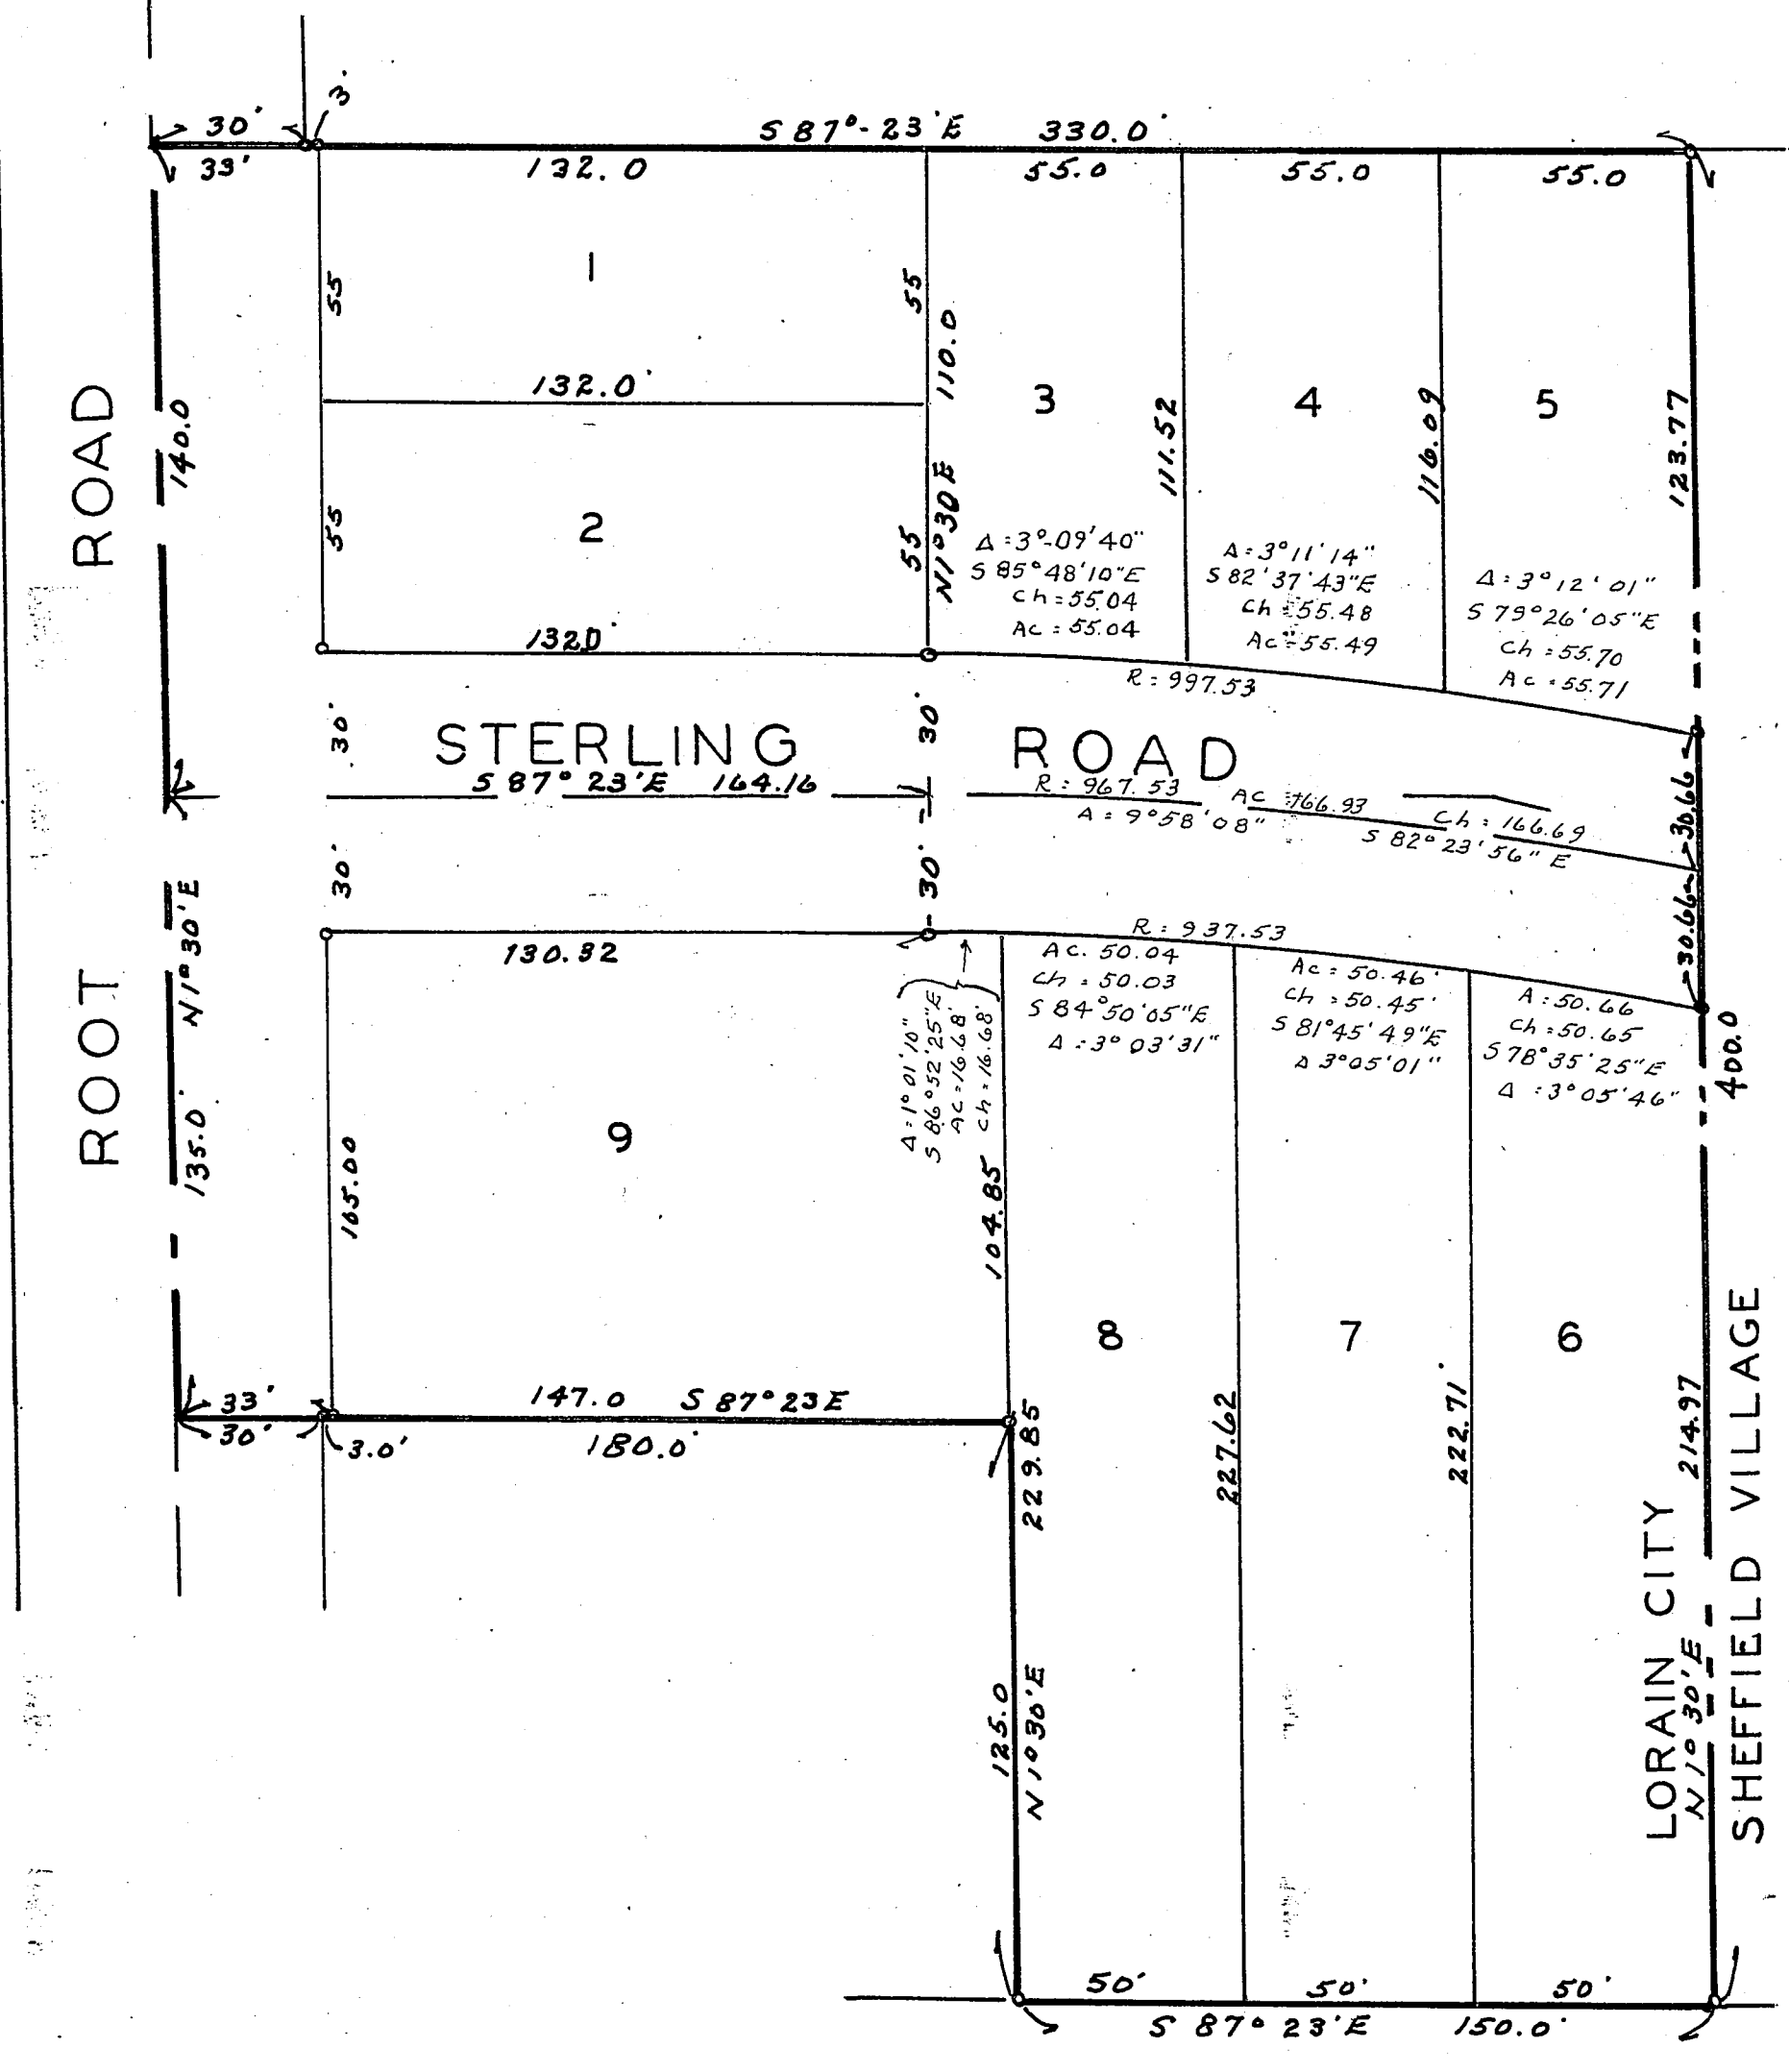 30'
3.
S 87°-23'E 330.0'
33'
132.0
55.0
55.0
55.0
ROOT ROAD
140.0
N1°30'E
135.0'
55
1
55
110.0
N1°30E
132.0'
55
2
55
132.0'
3
111.52
4
116.09
5
123.77
Δ=3°-09'40"
S 85°48'10"E
Ch=55.04
Ac=55.04
Δ=3°11'14"
S 82'37'43"E
Ch=55.48
Ac=55.49
Δ=3°12'01"
S 79°26'05"E
Ch=55.70
Ac=55.71
R=997.53
30'
30'
STERLING ROAD
S 87° 23'E 164.16
R=967.53
Δ=9°58'08"
Ac=166.93
Ch=166.69
S 82°23'56" E
30.66
30.66
30'
30'
130.32
R=937.53
Δ=1°01'10"
S 86°52'25"E
Ac=16.68'
Ch=16.68'
Ac. 50.04
Ch=50.03
S 84°50'05"E
Δ=3°03'31"
Ac=50.46'
Ch=50.45'
S 81°45'49"E
Δ 3°05'01"
A=50.66
Ch=50.65
S 78°35'25"E
Δ=3°05'46"
400.0
105.00
9
104.85
8
7
6
33'
30'
3.0'
147.0 S 87°23E
180.0'
229.85
227.62
222.71'
214.97
125.0
N 1°30'E
LORAIN CITY
N 1° 30'E
SHEFFIELD VILLAGE
50'
50'
50'
S 87° 23'E 150.0'